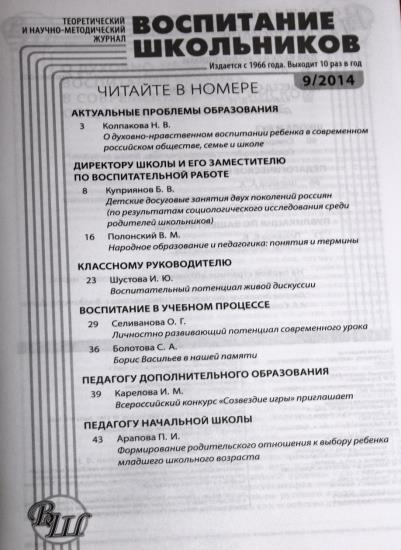 ТЕОРЕТИЧЕСКИЙ
И НАУЧНО-МЕТОДИЧЕСКИЙ
ЖУРНАЛ
ВОСПИТАНИЕ
ШКОЛЬНИКОВ
Издается с 1966 года. Выходит 10 раз в год
ЧИТАЙТЕ В НОМЕРЕ
9/2014
АКТУАЛЬНЫЕ ПРОБЛЕМЫ ОБРАЗОВАНИЯ
3 Колпакова Н. В.
О духовно-нравственном воспитании ребенка в современном
российском обществе, семье и школе
ДИРЕКТОРУ ШКОЛЫ И ЕГО ЗАМЕСТИТЕЛЮ
ПО ВОСПИТАТЕЛЬНОЙ РАБОТЕ
8 Куприянов Б. В.
Детские досуговые занятия двух поколений россиян
(по результатам социологического исследования среди
родителей школьников)
16 Полонский В. М.
Народное образование и педагогика: понятия и термины
КЛАССНОМУ РУКОВОДИТЕЛЮ
23 Шустова И. Ю.
Воспитательный потенциал живой дискуссии
ВОСПИТАНИЕ В УЧЕБНОМ ПРОЦЕССЕ
29 Селиванова О. Г.
Личностно развивающий потенциал современного урока
36 Болотова С. А.
Борис Васильев в нашей памяти
ПЕДАГОГУ ДОПОЛНИТЕЛЬНОГО ОБРАЗОВАНИЯ
39 Карелова И. М.
Всероссийский конкурс «Созвездие игры» приглашает
ПЕДАГОГУ НАЧАЛЬНОЙ ШКОЛЫ
43 Арапова П. И.
Формирование родительского отношения к выбору ребенка
младшего школьного возраста
ВШ